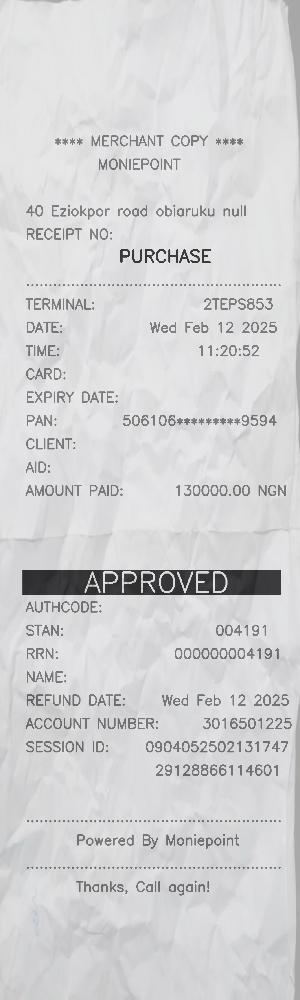 **** MERCHANT COPY ****
MONIEPOINT
40 Eziokpor road obiaruku null
RECEIPT NO:
PURCHASE
TERMINAL: 2TEPS853
DATE: Wed Feb 12 2025
TIME: 11:20:52
CARD:
EXPIRY DATE:
PAN: 506106*********9594
CLIENT:
AID:
AMOUNT PAID: 130000.00 NGN
APPROVED
AUTHCODE:
STAN: 004191
RRN: 000000004191
NAME:
REFUND DATE: Wed Feb 12 2025
ACCOUNT NUMBER: 3016501225
SESSION ID: 0904052502131747
29128866114601
Powered By Moniepoint
Thanks, Call again!